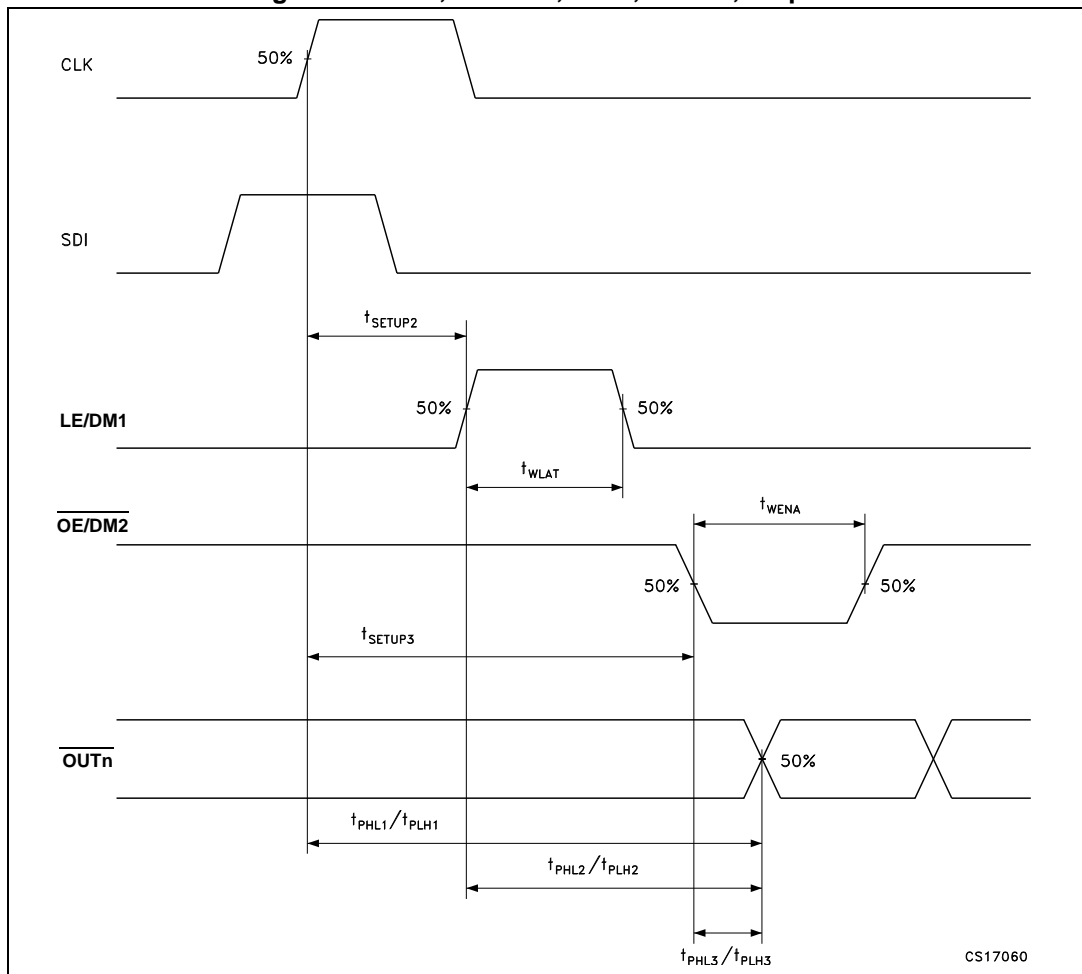 50%
CLK
SDI
tSETUP2
50%
50%
LE/DM1
tWLAT
tWENA
OE/DM2
50%
50%
tSETUP3
OUTn
50%
tPHL1/tPLH1
tPHL2/tPLH2
tPHL3/tPLH3
CS17060